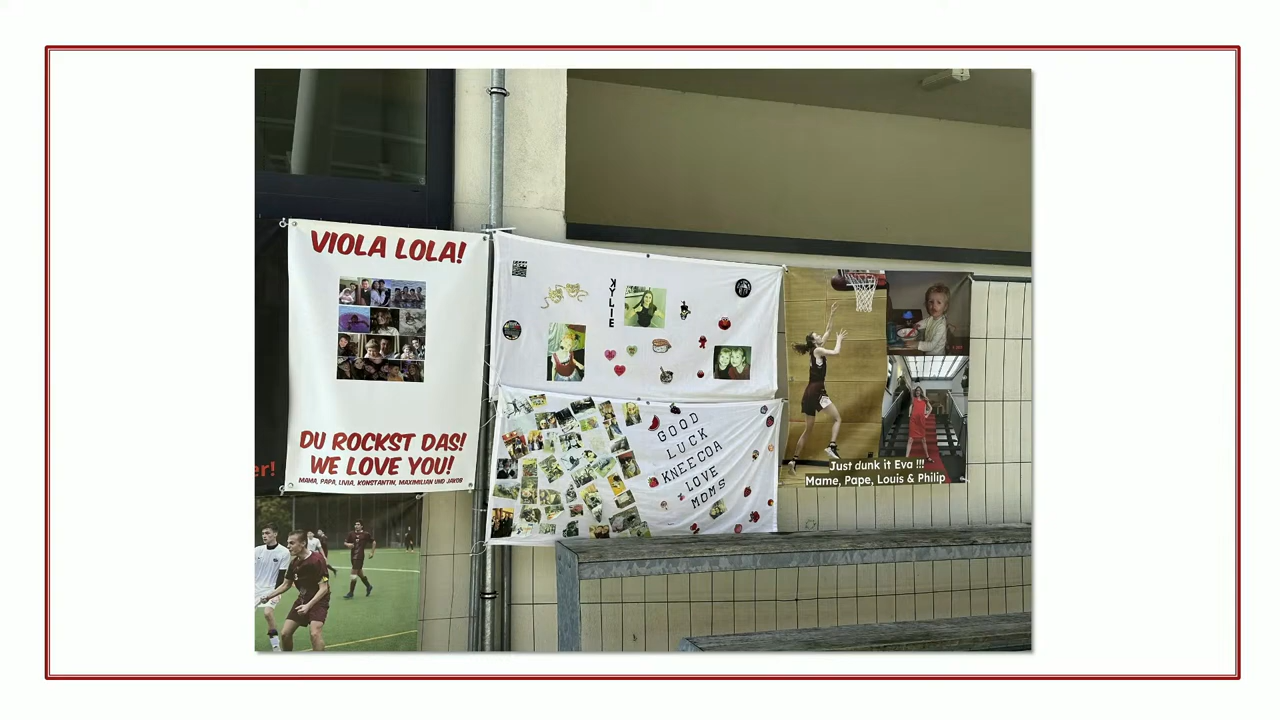 VIOLA LOLA!
DU ROCKST DAS!
WE LOVE YOU!
MAMA, PAPA, LIVIA, KONSTANTIN, MAXIMILIAN UND JAKOB
er!
KYLIE
GOOD
LUCK
KNEECOA
LOVE
MOMS
Just dunk it Eva !!!
Mame, Pape, Louis & Philip